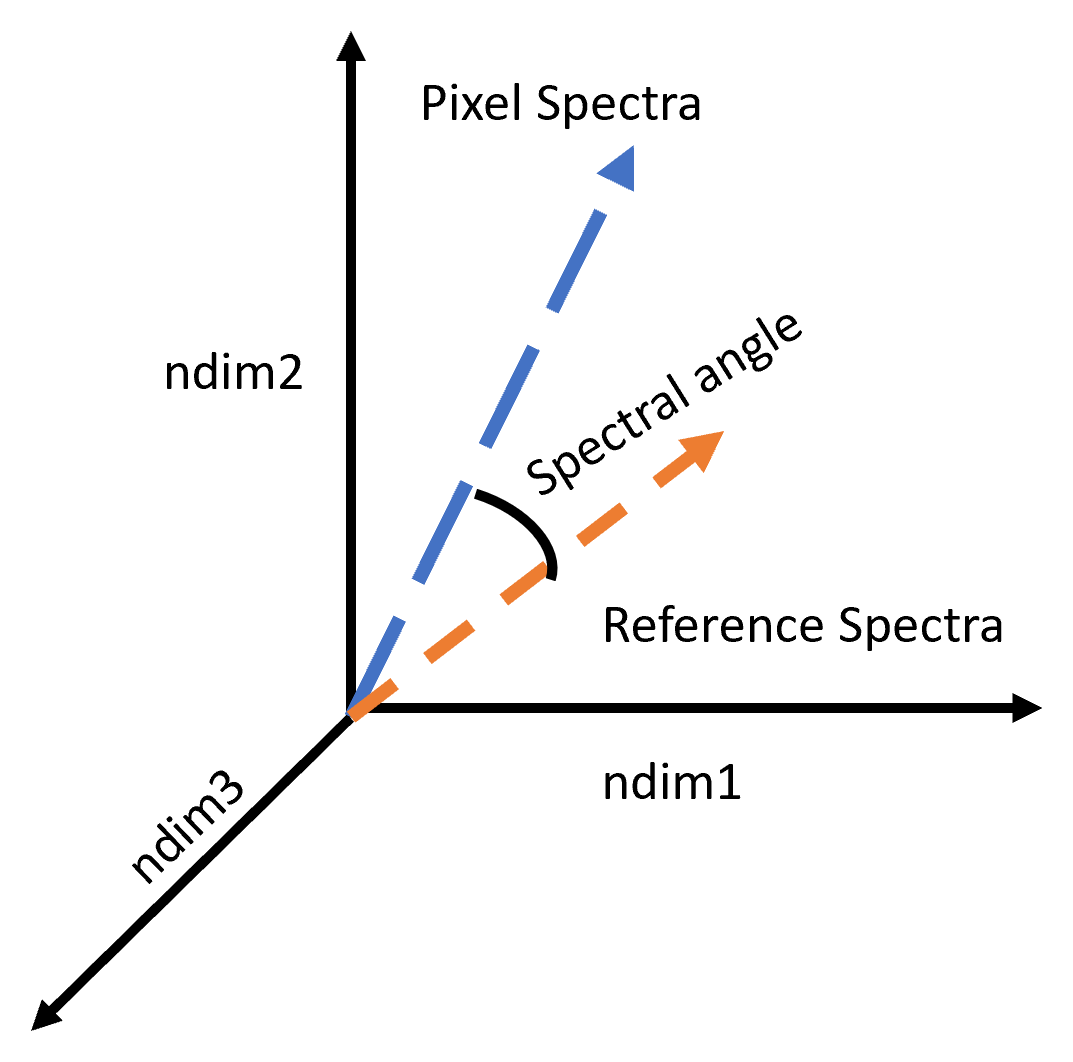 Pixel Spectra
ndim2
Spectral angle
Reference Spectra
ndim1
ndim3